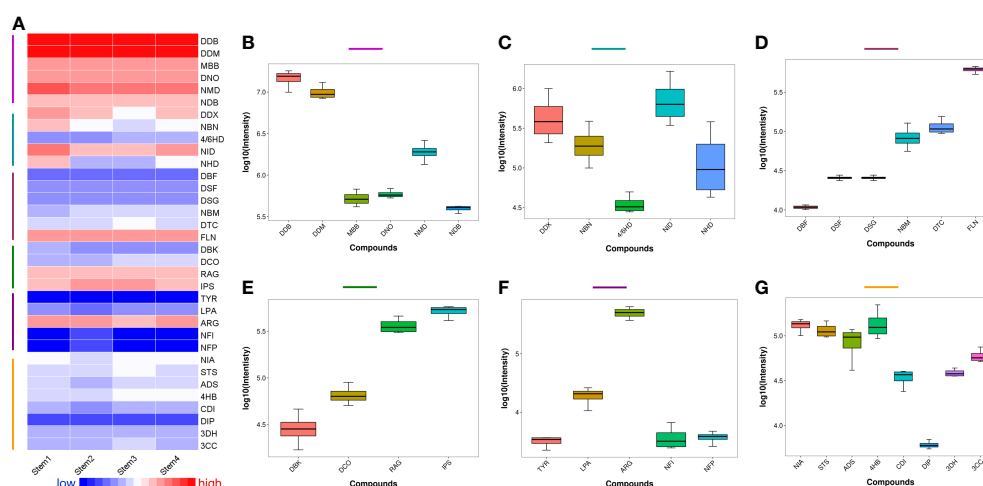 A
DDB
DDM
MBB
DNO
NMD
NDB
DDX
NBN
4/6HD
NID
NHD
DBF
DSF
DSG
NBM
DTC
FLN
DBK
DCO
RAG
IPS
TYR
LPA
ARG
NFI
NFP
NIA
STS
ADS
4HB
CDI
DIP
3DH
3CC
Stem1 Stem2 Stem3 Stem4
low high
B
log10(Intensity)
7.0
6.5
6.0
5.5
DDB DDM MBB DNO NMD NDB
Compounds
C
log10(Intensity)
6.0
5.5
5.0
4.5
DDX NBN 4/6HD NID NHD
Compounds
D
log10(Intentisty)
5.5
5.0
4.5
4.0
DBF DSF DSG NBM DTC FLN
Compounds
E
log10(Intenisty)
5.5
5.0
4.5
DBK DCO RAG IPS
Compounds
F
log10(Intensity)
5
4
TYR LPA ARG NFI NFP
Compounds
G
log10(Intensity)
5.0
4.5
4.0
NIA STS ADS 4HB CDI DIP 3DH 3CC
Compounds